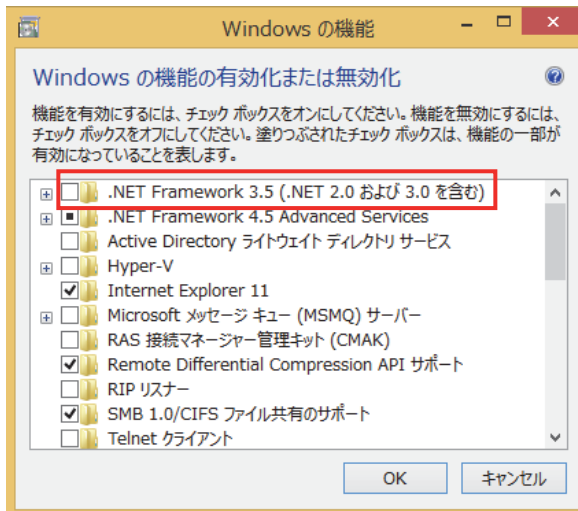 Windows の機能
Windows の機能の有効化または無効化
機能を有効にするには、チェック ボックスをオンにしてください。機能を無効にするには、
チェック ボックスをオフにしてください。塗りつぶされたチェック ボックスは、機能の一部が
有効になっていることを表します。
.NET Framework 3.5 (.NET 2.0 および 3.0 を含む)
.NET Framework 4.5 Advanced Services
Active Directory ライトウェイト ディレクトリ サービス
Hyper-V
Internet Explorer 11
Microsoft メッセージ キュー (MSMQ) サーバー
RAS 接続マネージャー管理キット (CMAK)
Remote Differential Compression API サポート
RIP リスナー
SMB 1.0/CIFS ファイル共有のサポート
Telnet クライアント
OK キャンセル